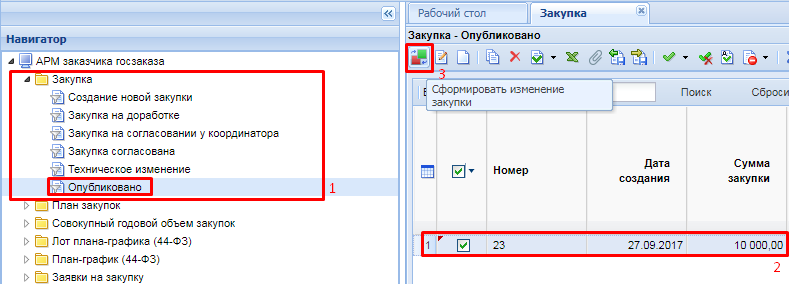 Навигатор
АРМ заказчика госзаказа
Закупка
Создание новой закупки
Закупка на доработке
Закупка на согласовании у координатора
Закупка согласована
Техническое изменение
Опубликовано
1
План закупок
Совокупный годовой объем закупок
Лот плана-графика (44-ФЗ)
План-график (44-ФЗ)
Заявки на закупку
Рабочий стол
Закупка
Закупка - Опубликовано
3
Сформировать изменение
закупки
Поиск
Номер
Дата
создания
Сумма
закупки
1 23 27.09.2017 10 000,00
2